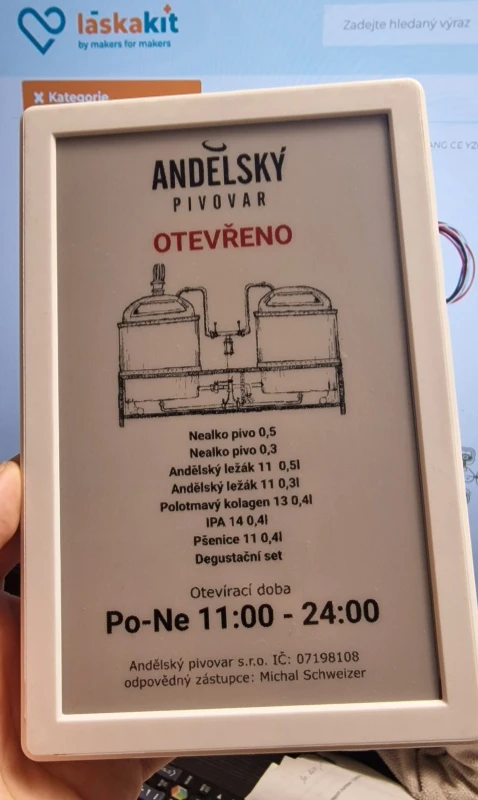 láskakit
by makers for makers
Zadejte hledaný výraz
Kategorie
ANDĚLSKÝ
PIVOVAR
OTEVŘENO
Nealko pivo 0,5
Nealko pivo 0,3
Andělský ležák 11 0,5l
Andělský ležák 11 0,3l
Polotmavý kolagen 13 0,4l
IPA 14 0,4l
Pšenice 11 0,4l
Degustační set
Otevírací doba
Po-Ne 11:00 - 24:00
Andělský pivovar s.r.o. IČ: 07198108
odpovědný zástupce: Michal Schweizer